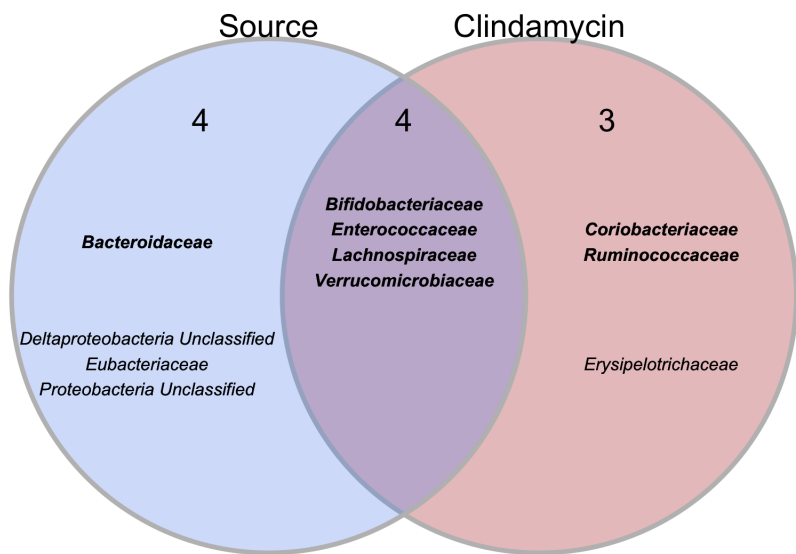 Source
Clindamycin
4
4
3
Bacteroidaceae
Deltaproteobacteria Unclassified
Eubacteriaceae
Proteobacteria Unclassified
Bifidobacteriaceae
Enterococcaceae
Lachnospiraceae
Verrucomicrobiaceae
Coriobacteriaceae
Ruminococcaceae
Erysipelotrichaceae